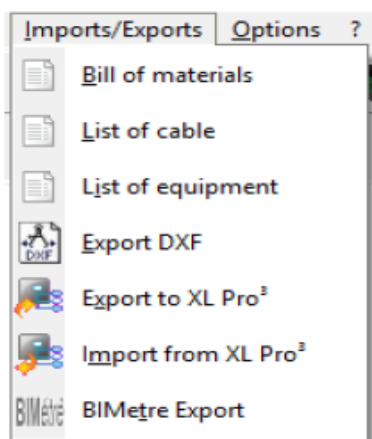 Imports/Exports Options ?
Bill of materials
List of cable
List of equipment
DXF Export DXF
Export to XL Pro³
Import from XL Pro³
BIMétré BIMetre Export